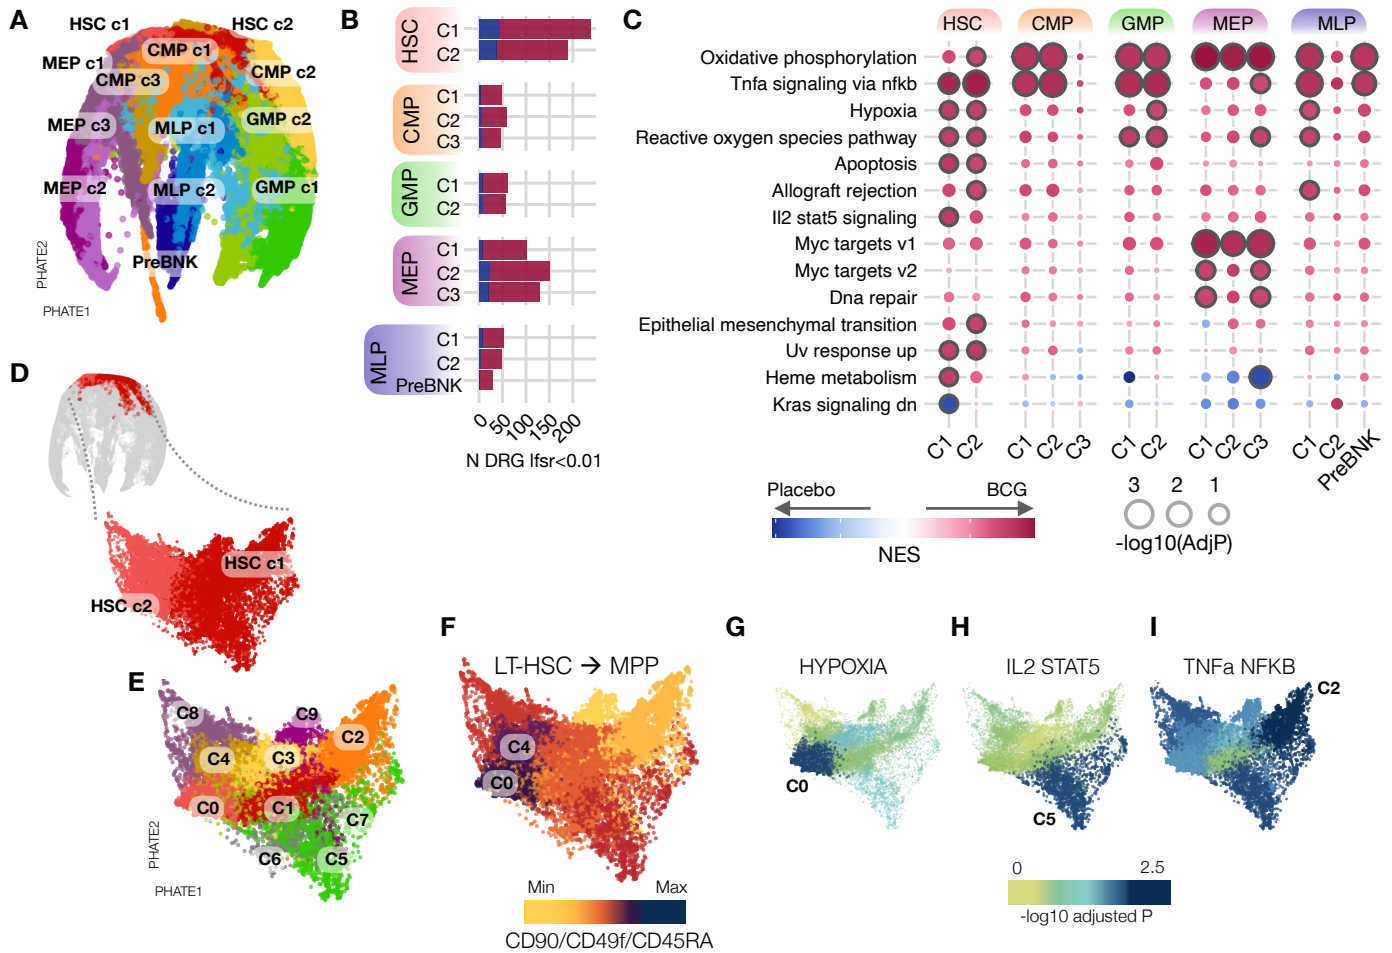 A
HSC c1
HSC c2
CMP c1
MEP c1
CMP c3
CMP c2
MEP c3
MLP c1
GMP c2
MEP c2
MLP c2
GMP c1
PreBNK
PHATE2
PHATE1
B
HSC
C1
C2
CMP
C1
C2
C3
GMP
C1
C2
MEP
C1
C2
C3
MLP
C1
C2
PreBNK
0 50 100 150 200
N DRG lfsr<0.01
C
HSC CMP GMP MEP MLP
Oxidative phosphorylation
Tnfa signaling via nfkb
Hypoxia
Reactive oxygen species pathway
Apoptosis
Allograft rejection
Il2 stat5 signaling
Myc targets v1
Myc targets v2
Dna repair
Epithelial mesenchymal transition
Uv response up
Heme metabolism
Kras signaling dn
C1 C2 C1 C2 C3 C1 C2 C1 C2 C3 C1 C2 PreBNK
Placebo BCG
NES
3 2 1
-log10(AdjP)
D
HSC c1
HSC c2
E
C8
C9
C2
C4
C3
C0
C1
C7
C6
C5
PHATE2
PHATE1
F
LT-HSC → MPP
C4
C0
Min Max
CD90/CD49f/CD45RA
G
HYPOXIA
C0
H
IL2 STAT5
C5
I
TNFa NFKB
C2
0 2.5
-log10 adjusted P